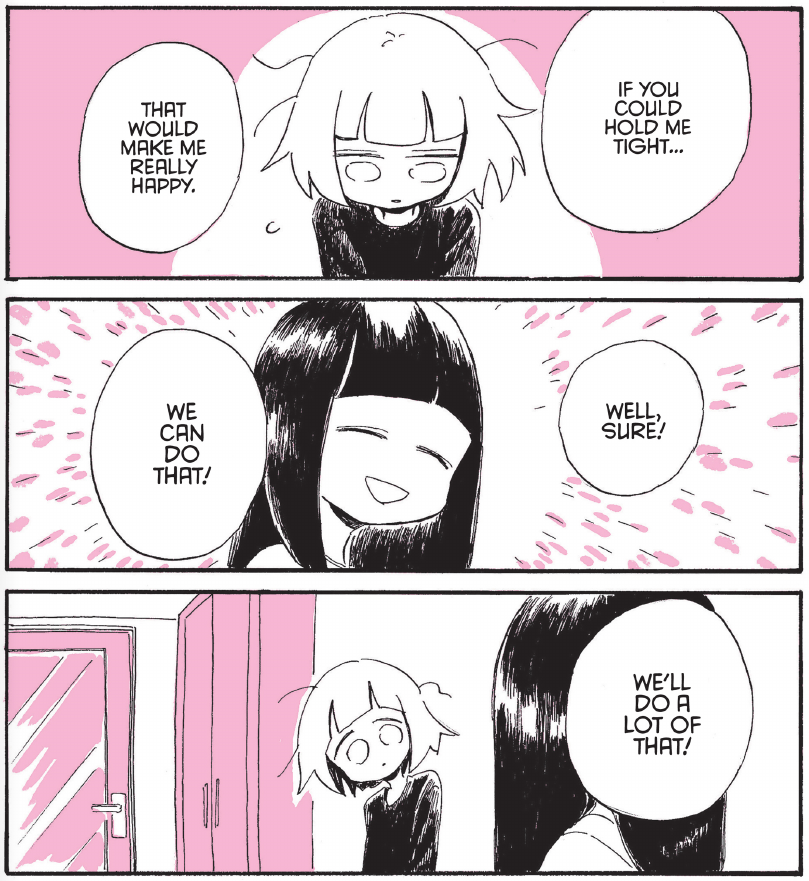 IF YOU
COULD
HOLD ME
TIGHT...
THAT
WOULD
MAKE ME
REALLY
HAPPY.
WELL,
SURE!
WE
CAN
DO
THAT!
WE'LL
DO A
LOT OF
THAT!